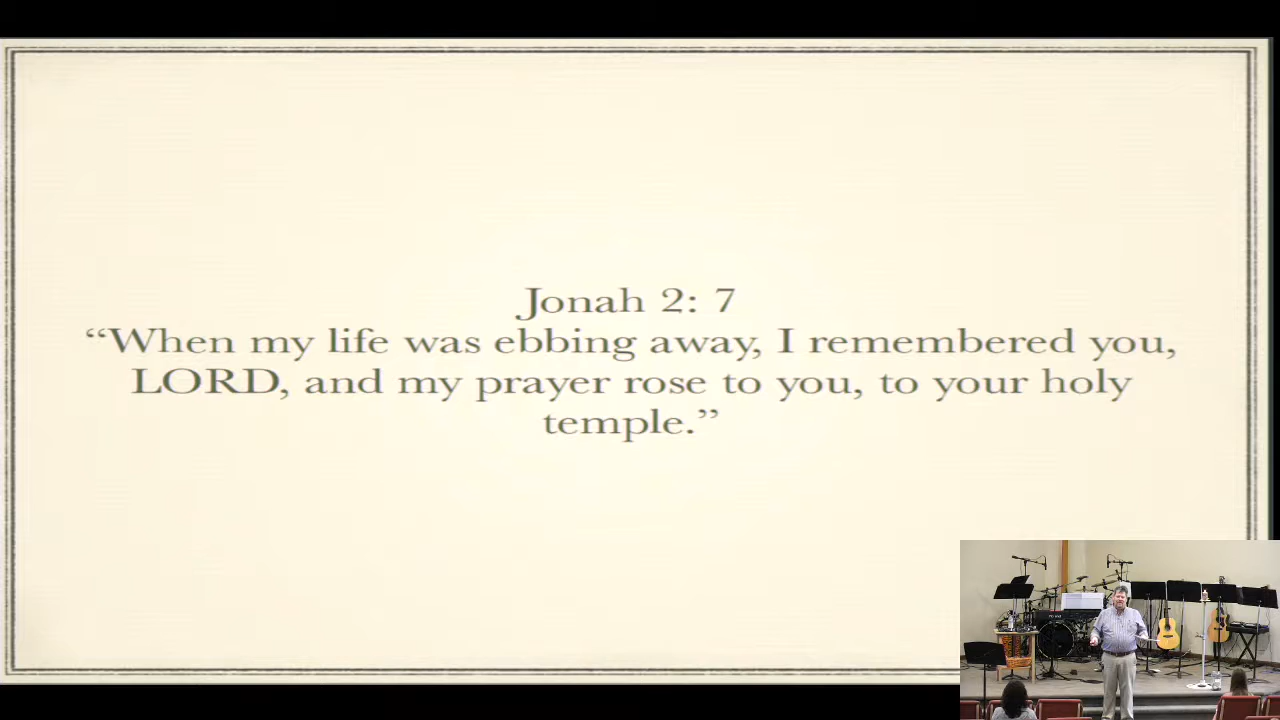 Jonah 2: 7
“When my life was ebbing away, I remembered you,
LORD, and my prayer rose to you, to your holy
temple.”